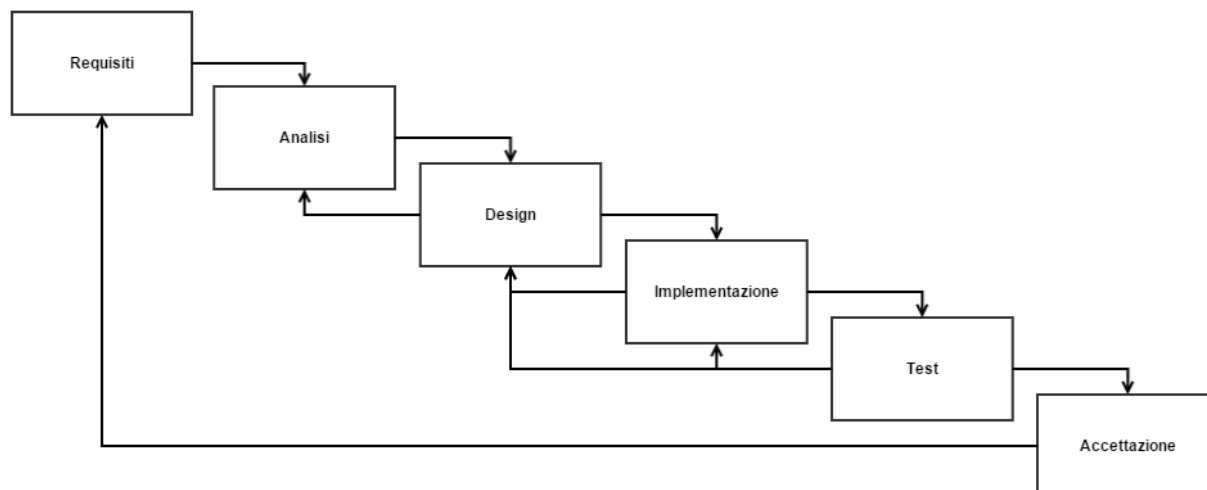 Requisiti
Analisi
Design
Implementazione
Test
Accettazione